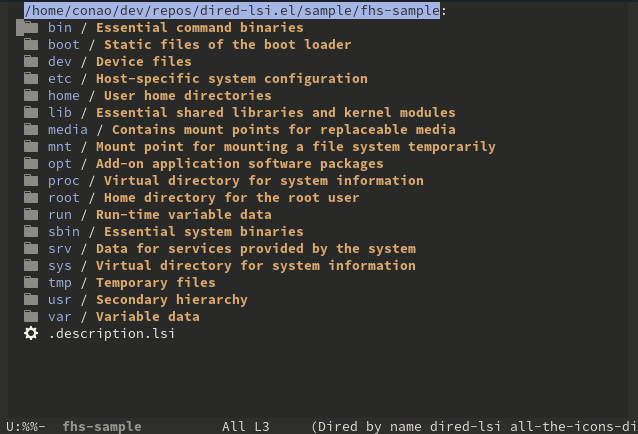 /home/conao/dev/repos/dired-lsi.el/sample/fhs-sample:
bin / Essential command binaries
boot / Static files of the boot loader
dev / Device files
etc / Host-specific system configuration
home / User home directories
lib / Essential shared libraries and kernel modules
media / Contains mount points for replaceable media
mnt / Mount point for mounting a file system temporarily
opt / Add-on application software packages
proc / Virtual directory for system information
root / Home directory for the root user
run / Run-time variable data
sbin / Essential system binaries
srv / Data for services provided by the system
sys / Virtual directory for system information
tmp / Temporary files
usr / Secondary hierarchy
var / Variable data
.description.lsi
U:%%- fhs-sample All L3 (Dired by name dired-lsi all-the-icons-di